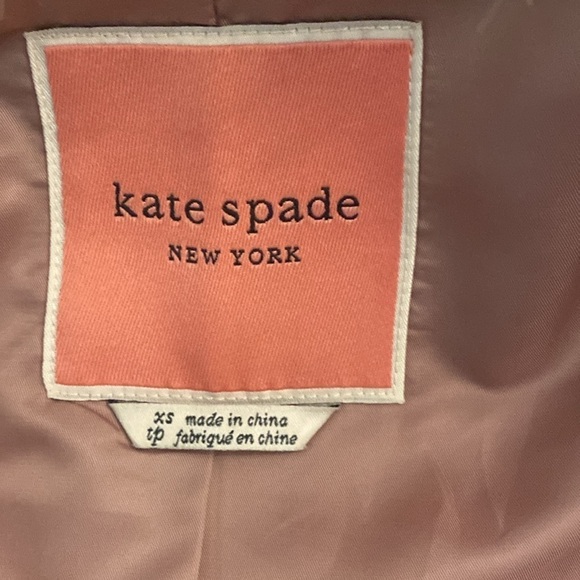 kate spade
NEW YORK
xs made in china
tp fabriqué en chine